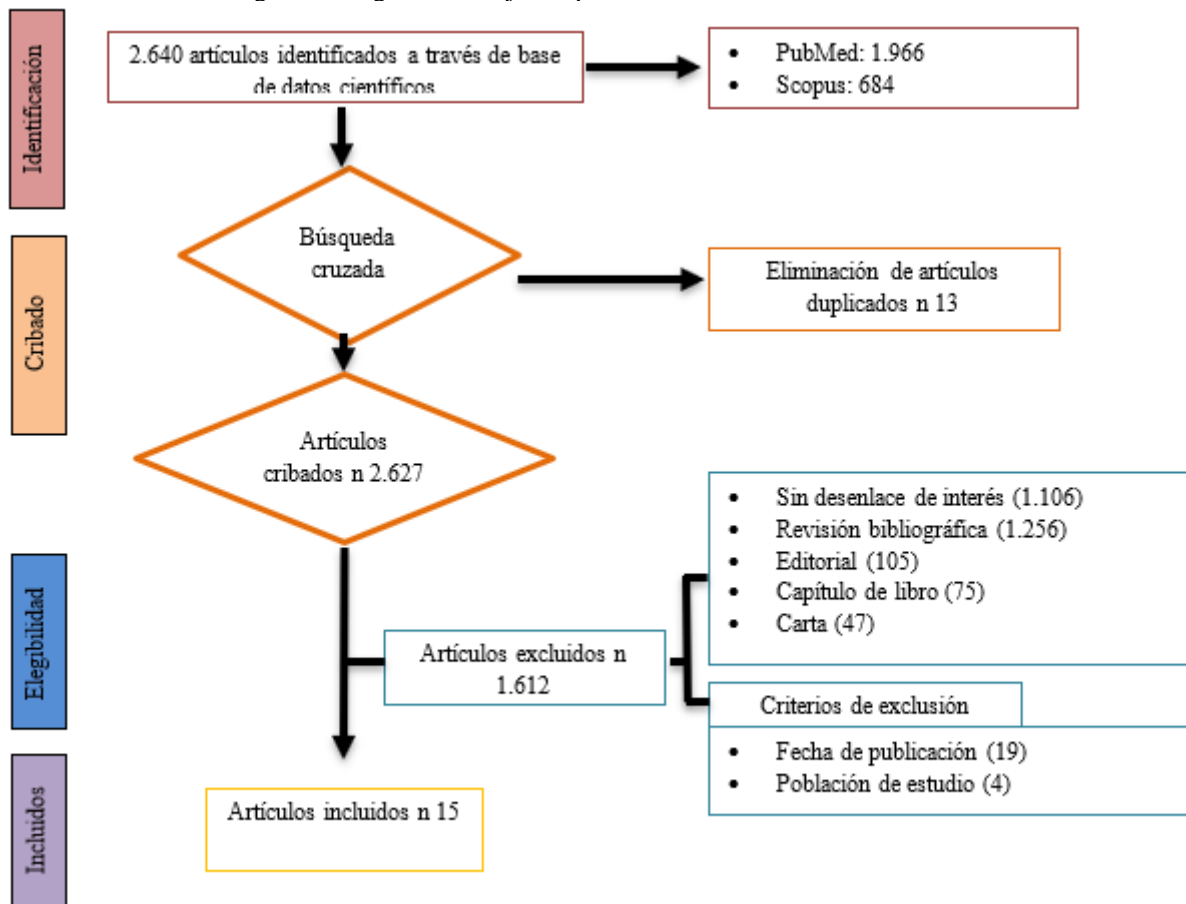 Identificación
2.640 artículos identificados a través de base
de datos científicos
• PubMed: 1.966
• Scopus: 684
Búsqueda
cruzada
Cribado
Eliminación de artículos
duplicados n 13
Artículos
cribados n 2.627
Elegibilidad
• Sin desenlace de interés (1.106)
• Revisión bibliográfica (1.256)
• Editorial (105)
• Capítulo de libro (75)
• Carta (47)
Artículos excluidos n
1.612
Criterios de exclusión
• Fecha de publicación (19)
• Población de estudio (4)
Incluidos
Artículos incluidos n 15